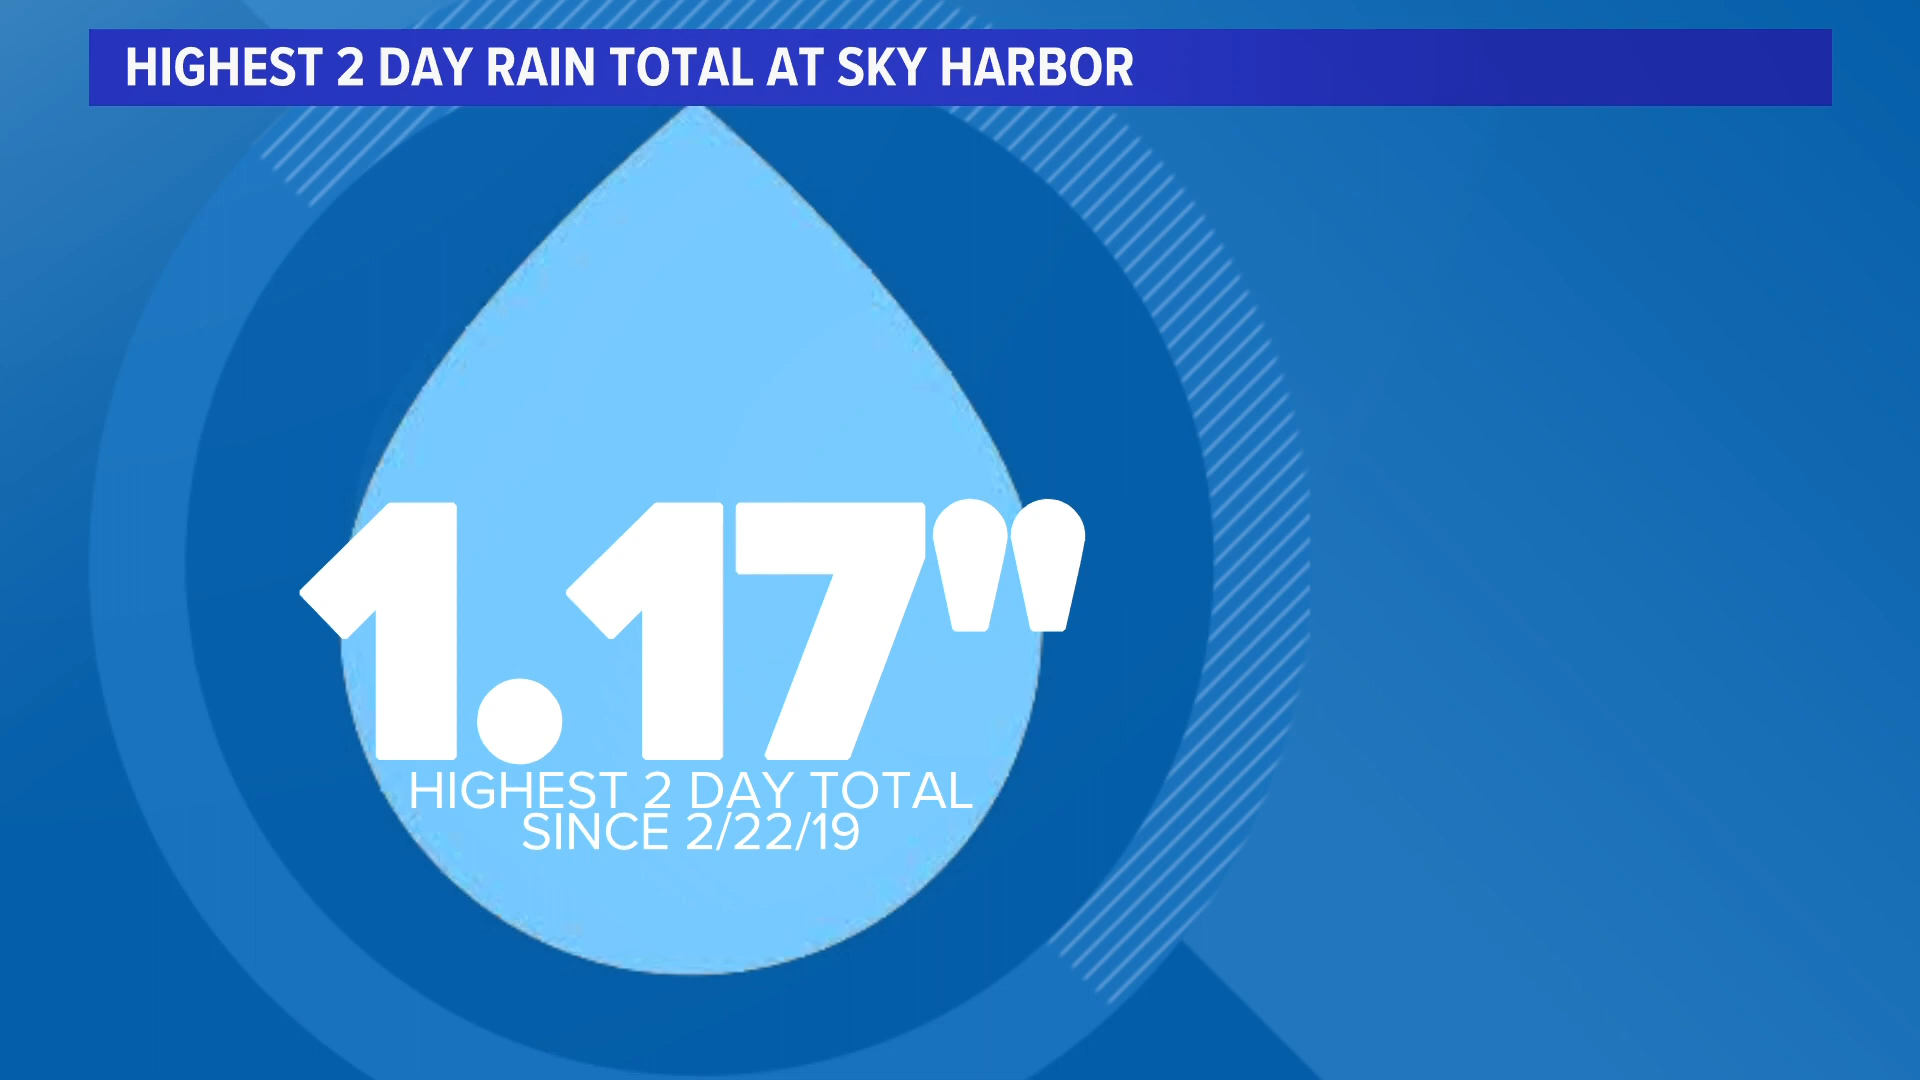 HIGHEST 2 DAY RAIN TOTAL AT SKY HARBOR
1.17"
HIGHEST 2 DAY TOTAL
SINCE 2/22/19